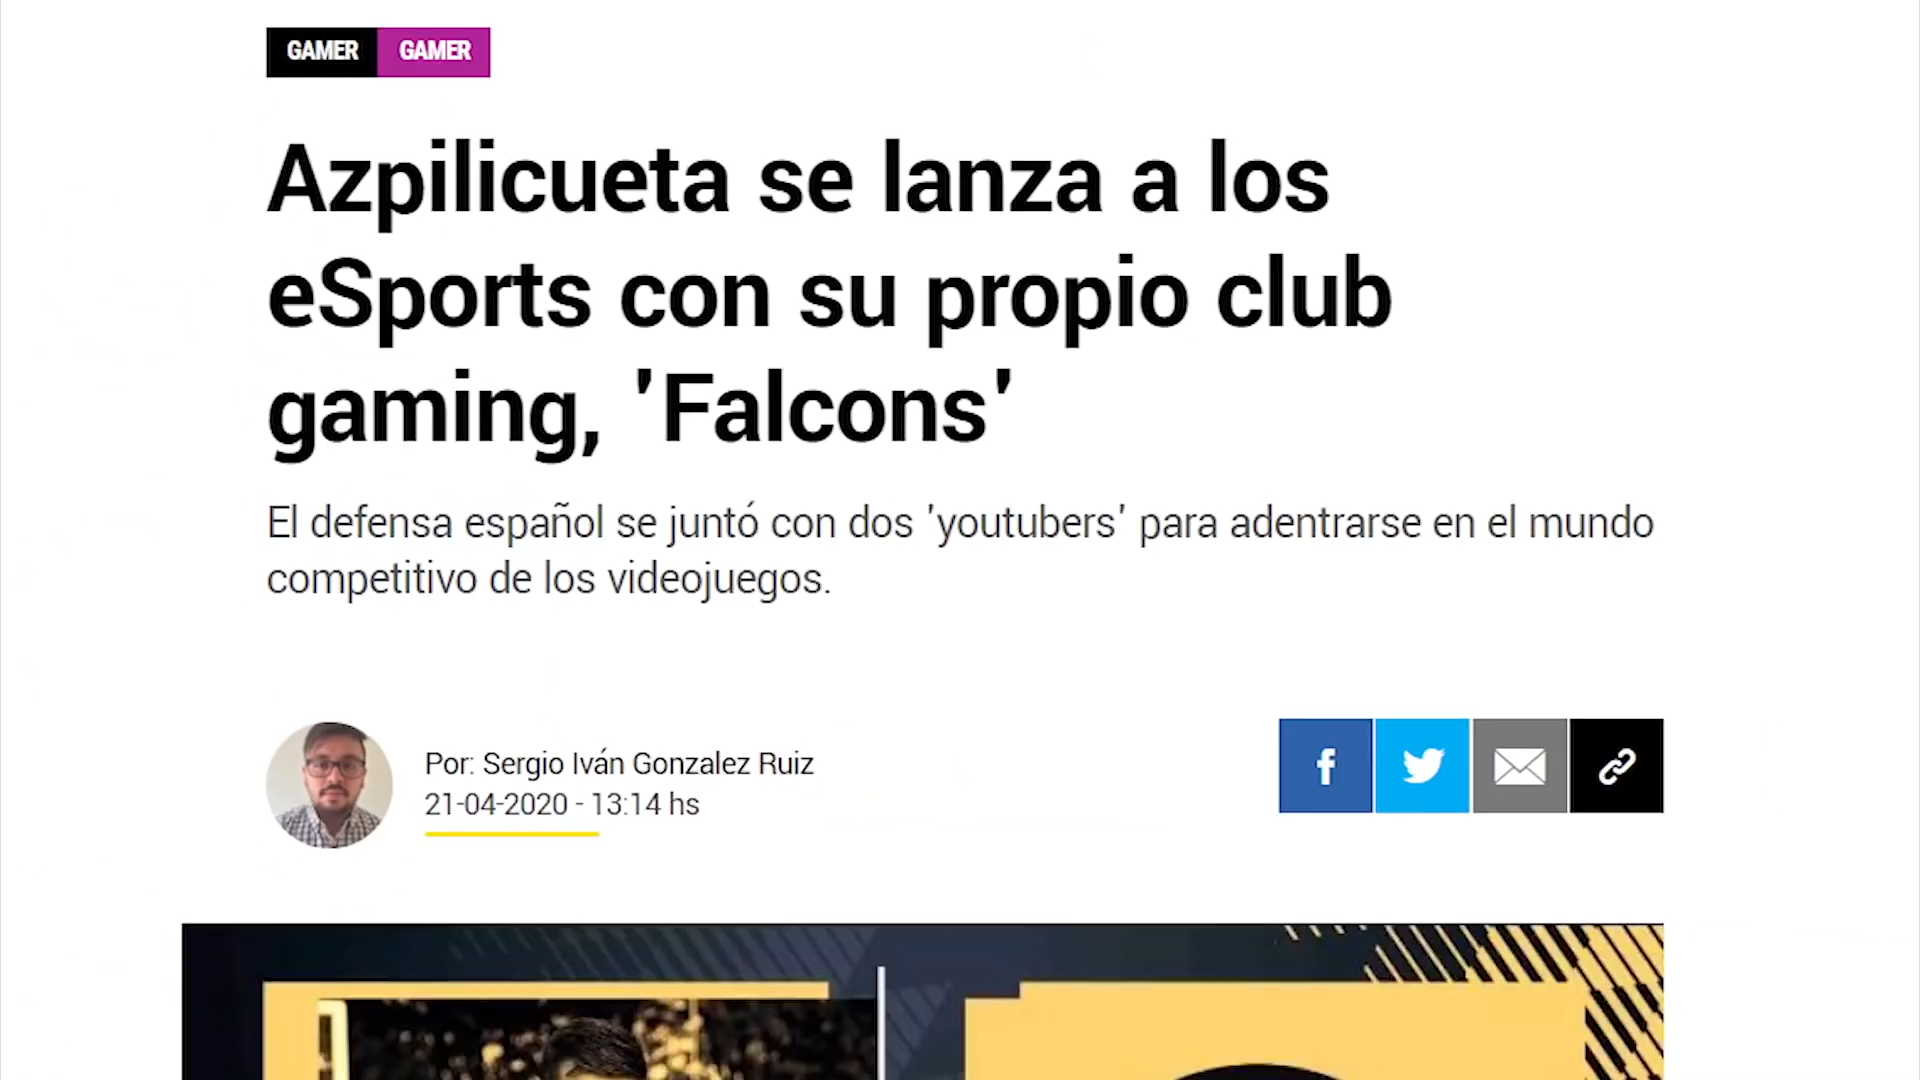 GAMER GAMER
Azpilicueta se lanza a los
eSports con su propio club
gaming, 'Falcons'
El defensa español se juntó con dos 'youtubers' para adentrarse en el mundo
competitivo de los videojuegos.
Por: Sergio Iván Gonzalez Ruiz
21-04-2020 - 13:14 hs